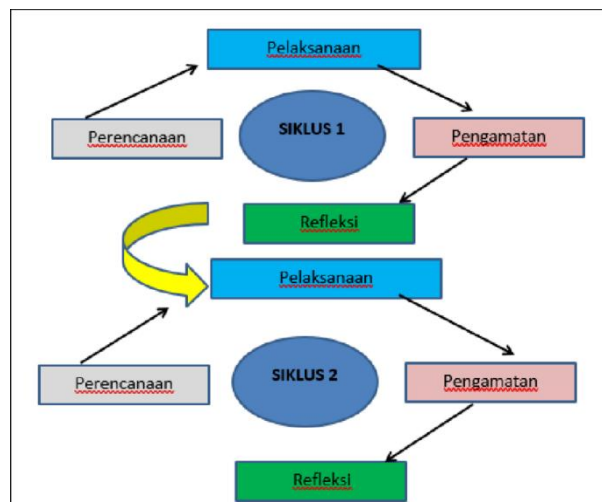 Pelaksanaan
Perencanaan
SIKLUS 1
Pengamatan
Refleksi
Pelaksanaan
Perencanaan
SIKLUS 2
Pengamatan
Refleksi